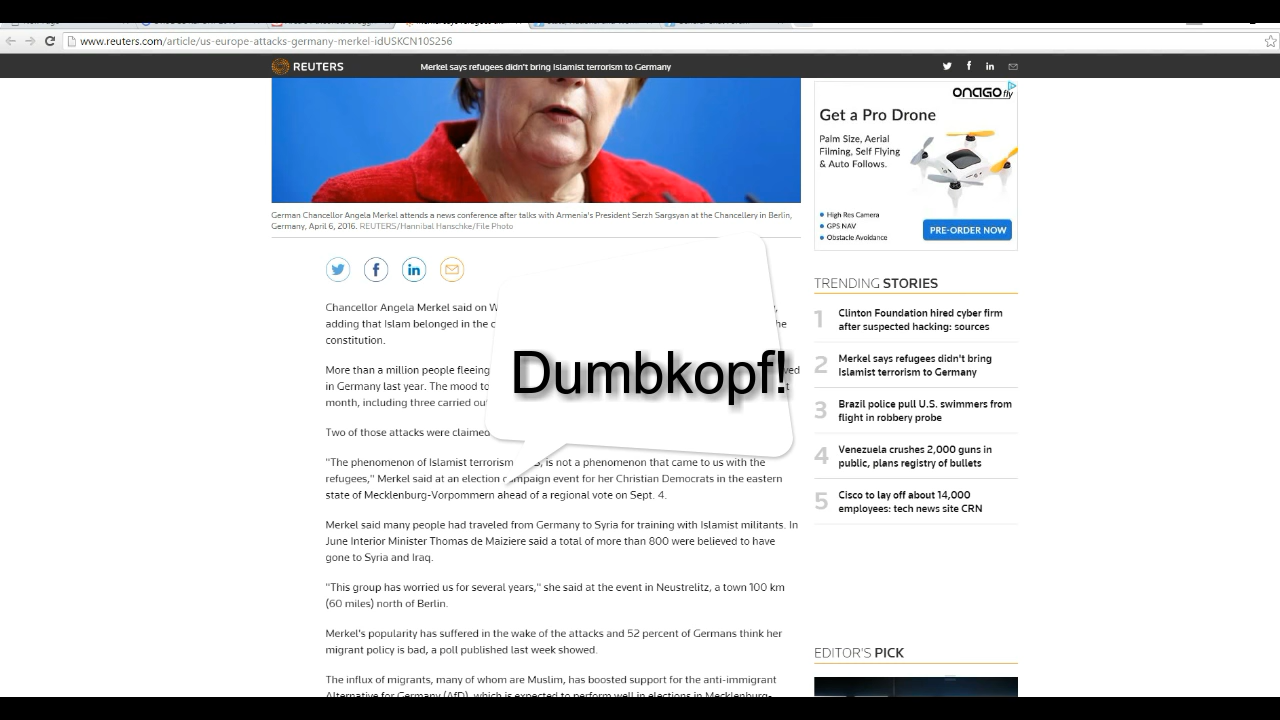 www.reuters.com/article/us-europe-attacks-germany-merkel-idUSKCN10S256
REUTERS
Merkel says refugees didn't bring Islamist terrorism to Germany
German Chancellor Angela Merkel attends a news conference after talks with Armenia's President Serzh Sargsyan at the Chancellery in Berlin,
Germany, April 6, 2016. REUTERS/Hannibal Hanschke/File Photo
Chancellor Angela Merkel said on
adding that Islam belonged in the
constitution.
More than a million people fleeing
in Germany last year. The mood to
month, including three carried
Two of those attacks were claimed
Dumbkopf!
"The phenomenon of Islamist terrorism is not a phenomenon that came to us with the
refugees," Merkel said at an election campaign event for her Christian Democrats in the eastern
state of Mecklenburg-Vorpommern ahead of a regional vote on Sept. 4.
Merkel said many people had traveled from Germany to Syria for training with Islamist militants. In
June Interior Minister Thomas de Maiziere said a total of more than 800 were believed to have
gone to Syria and Iraq.
"This group has worried us for several years," she said at the event in Neustrelitz, a town 100 km
(60 miles) north of Berlin.
Merkel's popularity has suffered in the wake of the attacks and 52 percent of Germans think her
migrant policy is bad, a poll published last week showed.
The influx of migrants, many of whom are Muslim, has boosted support for the anti-immigrant
Alternative for Germany (AfD), which is expected to perform well in elections in Mecklenburg-
onagofly
Get a Pro Drone
Palm Size, Aerial
Filming, Self Flying
& Auto Follows.
High Res Camera
GPS NAV
Obstacle Avoidance
PRE-ORDER NOW
TRENDING STORIES
1 Clinton Foundation hired cyber firm
after suspected hacking: sources
2 Merkel says refugees didn't bring
Islamist terrorism to Germany
3 Brazil police pull U.S. swimmers from
flight in robbery probe
4 Venezuela crushes 2,000 guns in
public, plans registry of bullets
5 Cisco to lay off about 14,000
employees: tech news site CRN
EDITOR'S PICK